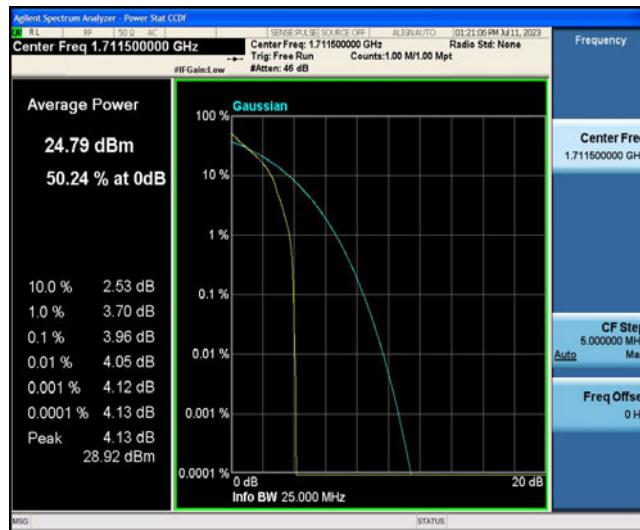 Agilent Spectrum Analyzer - Power Stat CCDF
RL RF 50 Ω AC SENSE:PULSE SOURCE OFF ALIGNAUTO 01:21:06 PM Jul 11, 2023
Center Freq 1.711500000 GHz
Center Freq: 1.711500000 GHz Radio Std: None
Trig: Free Run Counts:1.00 M/1.00 Mpt
#IFGain:Low #Atten: 46 dB
Frequency
Average Power
24.79 dBm
50.24 % at 0dB
10.0 % 2.53 dB
1.0 % 3.70 dB
0.1 % 3.96 dB
0.01 % 4.05 dB
0.001 % 4.12 dB
0.0001 % 4.13 dB
Peak 4.13 dB
28.92 dBm
Gaussian
100 %
10 %
1 %
0.1 %
0.01 %
0.001 %
0.0001 %
0 dB 20 dB
Info BW 25.000 MHz
Center Fre
1.711500000 GH
CF Step
5.000000 MH
Auto Ma
Freq Offse
0 H
MSG STATUS